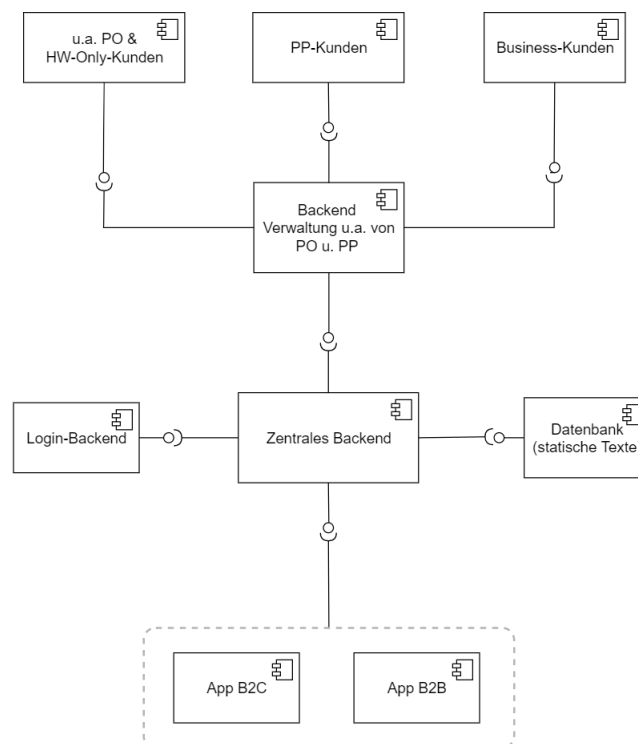 u.a. PO &
HW-Only-Kunden
PP-Kunden
Business-Kunden
Backend
Verwaltung u.a. von
PO u. PP
Login-Backend
Zentrales Backend
Datenbank
(statische Texte)
App B2C
App B2B